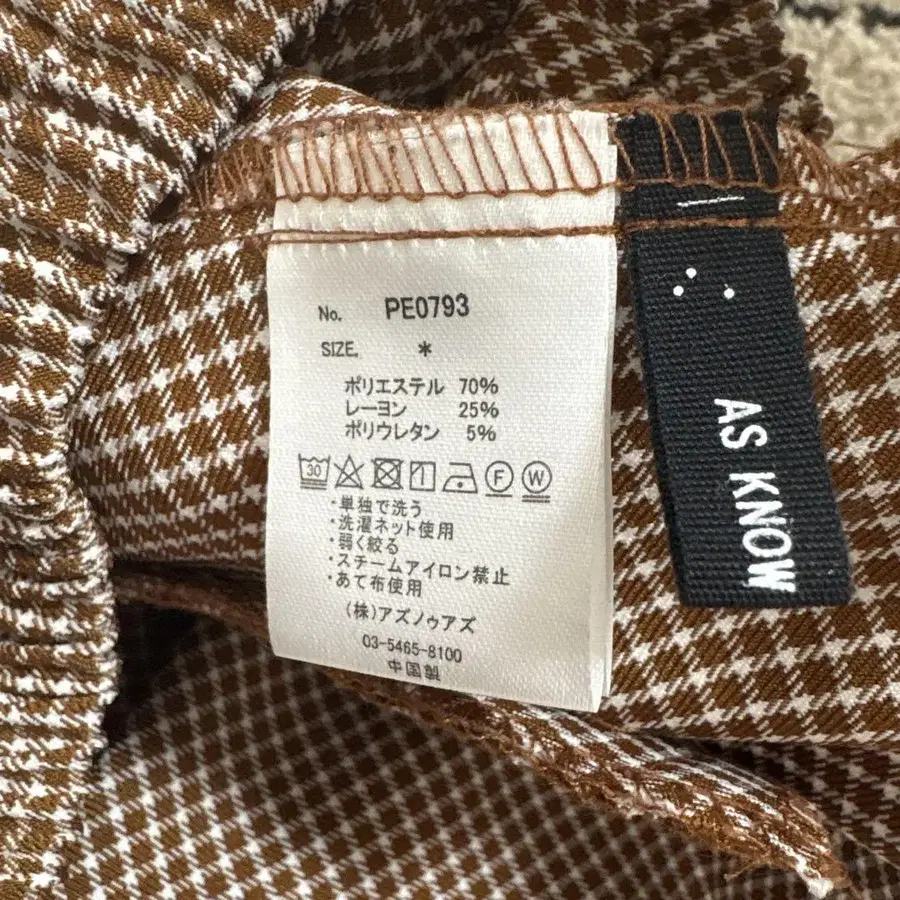 No. PE0793
SIZE. *
ポリエステル 70%
レーヨン 25%
ポリウレタン 5%
30 F W
・単独で洗う
・洗濯ネット使用
・弱く絞る
・スチームアイロン禁止
・あて布使用
(株)アズノゥアズ
03-5465-8100
中国製
AS KNOW